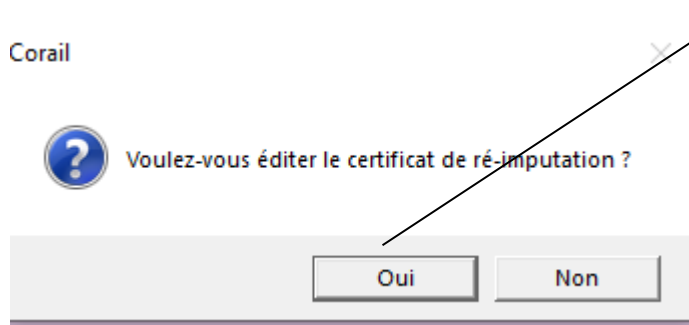 Corail
Voulez-vous éditer le certificat de ré-imputation ?
Oui
Non